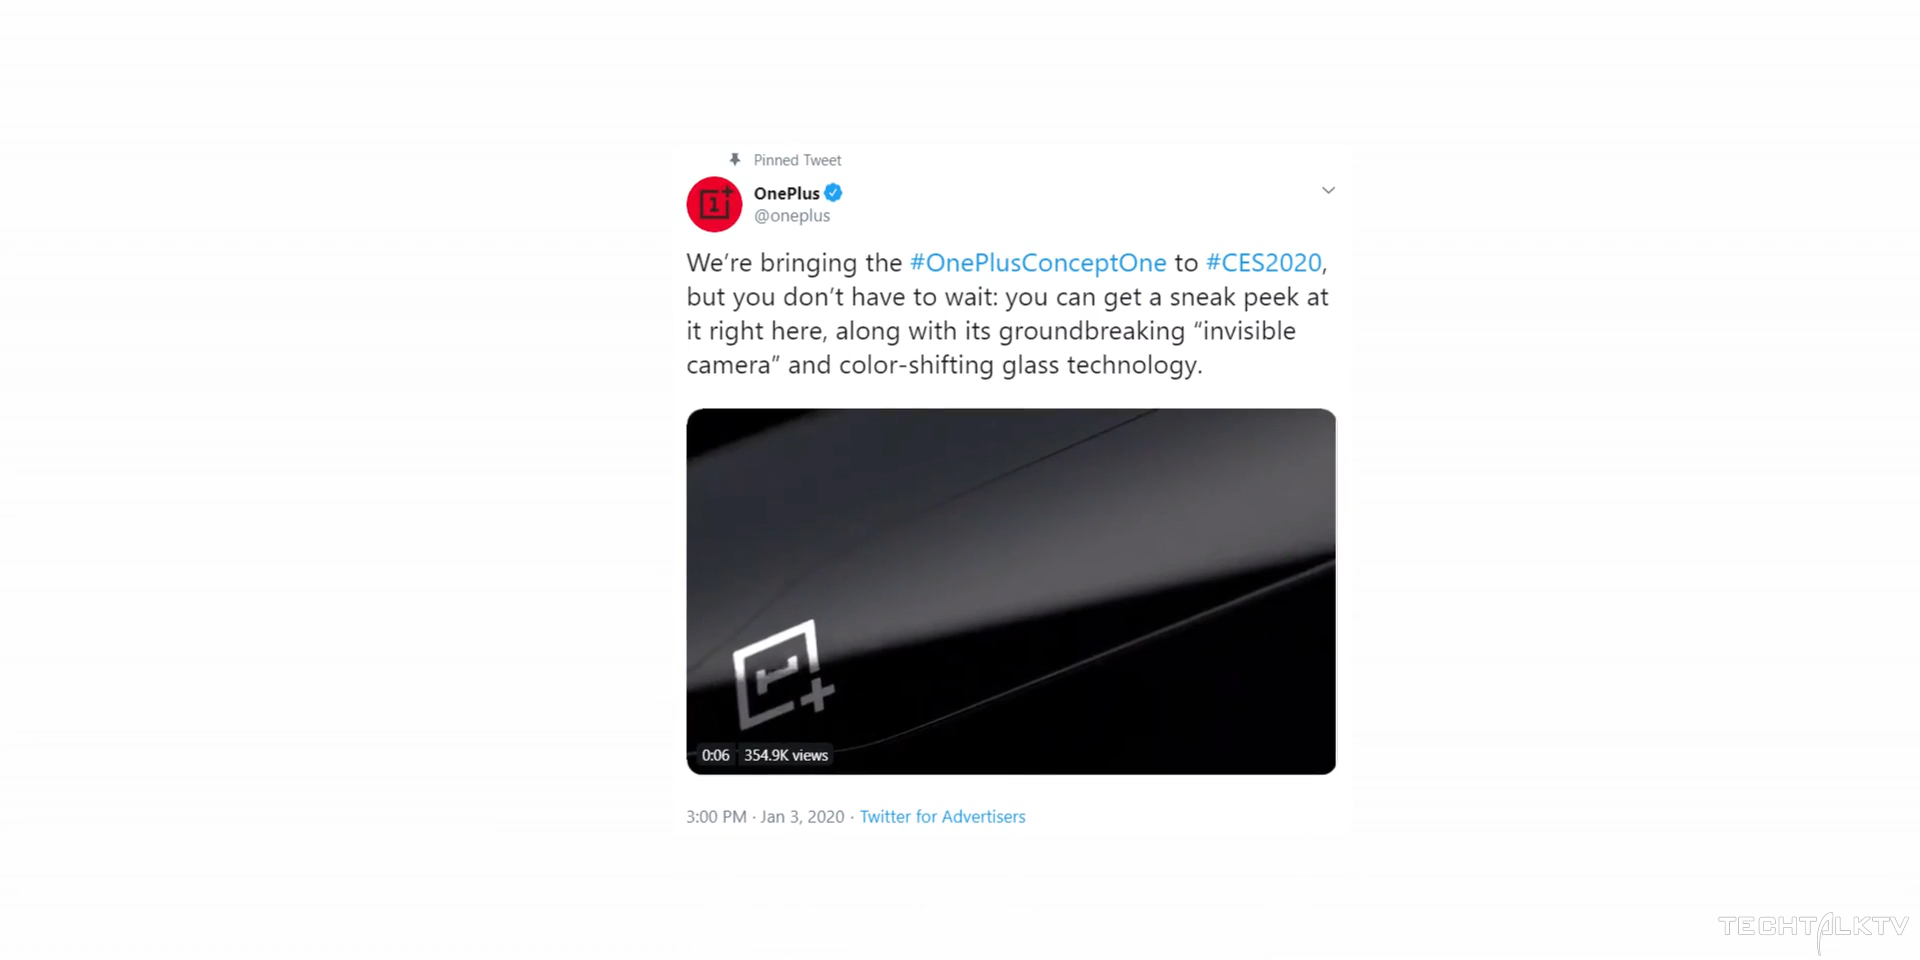 Pinned Tweet
OnePlus
@oneplus
We’re bringing the #OnePlusConceptOne to #CES2020,
but you don’t have to wait: you can get a sneak peek at
it right here, along with its groundbreaking “invisible
camera” and color-shifting glass technology.
0:06 354.9K views
3:00 PM · Jan 3, 2020 · Twitter for Advertisers
TECHTALKTV